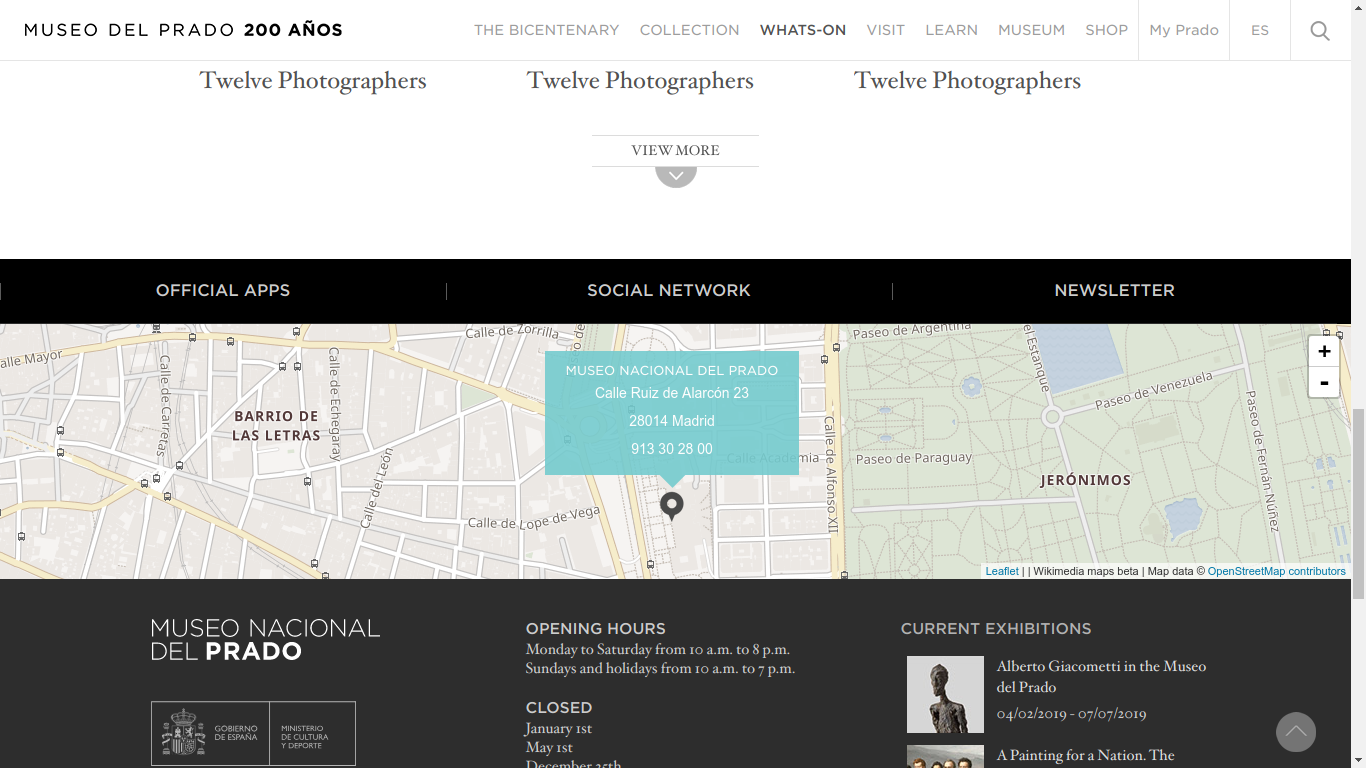 MUSEO DEL PRADO 200 AÑOS
THE BICENTENARY
COLLECTION
WHATS-ON
VISIT
LEARN
MUSEUM
SHOP
My Prado
ES
Twelve Photographers
Twelve Photographers
Twelve Photographers
VIEW MORE
OFFICIAL APPS
SOCIAL NETWORK
NEWSLETTER
alle Mayor
Calle de Carretas
Calle de Echegaray
Calle de Zorrilla
BARRIO DE
LAS LETRAS
Calle del León
Calle de Lope de Vega
MUSEO NACIONAL DEL PRADO
Calle Ruiz de Alarcón 23
28014 Madrid
913 30 28 00
Calle Academia
Calle de Alfonso XII
Paseo de Argentina
el Estanque
Paseo de Venezuela
Paseo de Paraguay
JERÓNIMOS
Paseo de Fernán Núñez
+
-
Leaflet | | Wikimedia maps beta | Map data © OpenStreetMap contributors
MUSEO NACIONAL
DEL PRADO
GOBIERNO
DE ESPAÑA
MINISTERIO
DE CULTURA
Y DEPORTE
OPENING HOURS
Monday to Saturday from 10 a.m. to 8 p.m.
Sundays and holidays from 10 a.m. to 7 p.m.
CLOSED
January 1st
May 1st
December 25th
CURRENT EXHIBITIONS
Alberto Giacometti in the Museo
del Prado
04/02/2019 - 07/07/2019
A Painting for a Nation. The